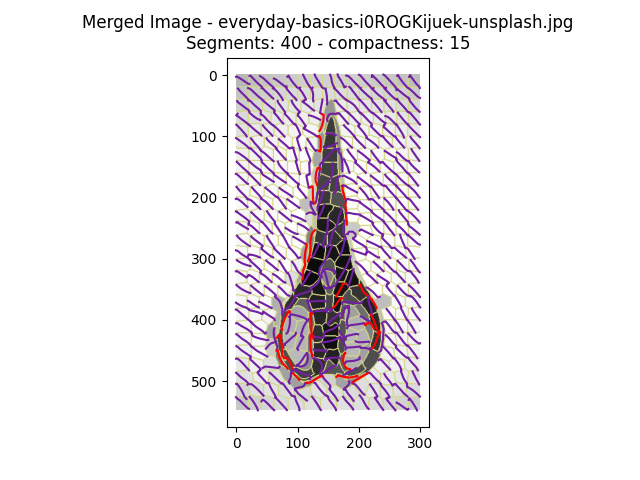 Merged Image - everyday-basics-i0ROGKijuek-unsplash.jpg
Segments: 400 - compactness: 15
0
100
200
300
400
500
0 100 200 300